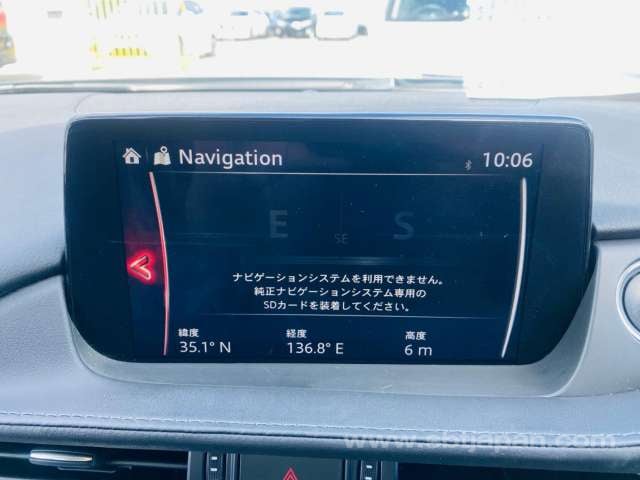 Navigation
10:06
E S
SE
ナビゲーションシステムを利用できません。
純正ナビゲーションシステム専用の
SDカードを装着してください。
緯度 経度 高度
35.1° N 136.8° E 6 m
www.sbtjapan.com